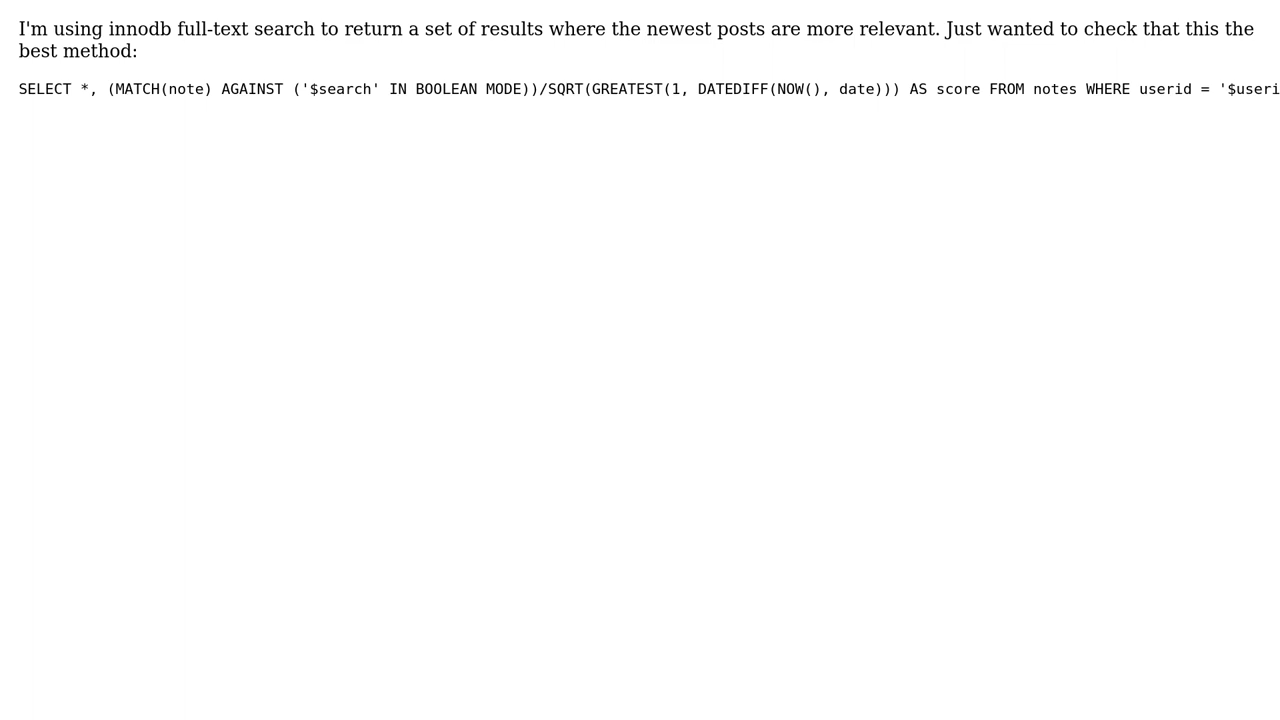 I'm using innodb full-text search to return a set of results where the newest posts are more relevant. Just wanted to check that this the
best method:
SELECT *, (MATCH(note) AGAINST ('$search' IN BOOLEAN MODE))/SQRT(GREATEST(1, DATEDIFF(NOW(), date))) AS score FROM notes WHERE userid = '$useri